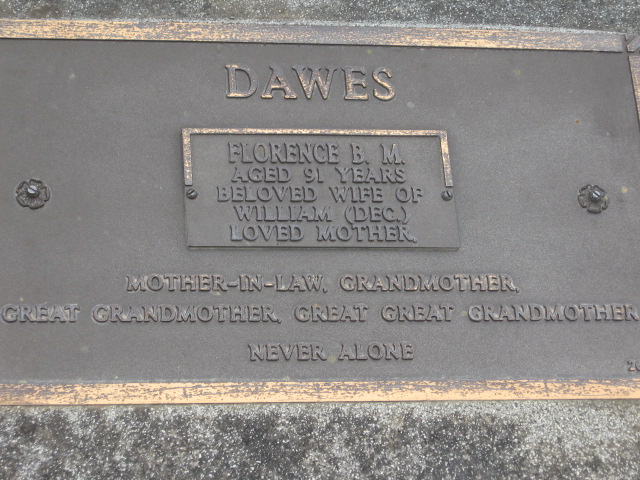 DAWES
FLORENCE B. M.
AGED 91 YEARS
BELOVED WIFE OF
WILLIAM (DEC.)
LOVED MOTHER,
MOTHER-IN-LAW, GRANDMOTHER,
GREAT GRANDMOTHER, GREAT GREAT GRANDMOTHER
NEVER ALONE